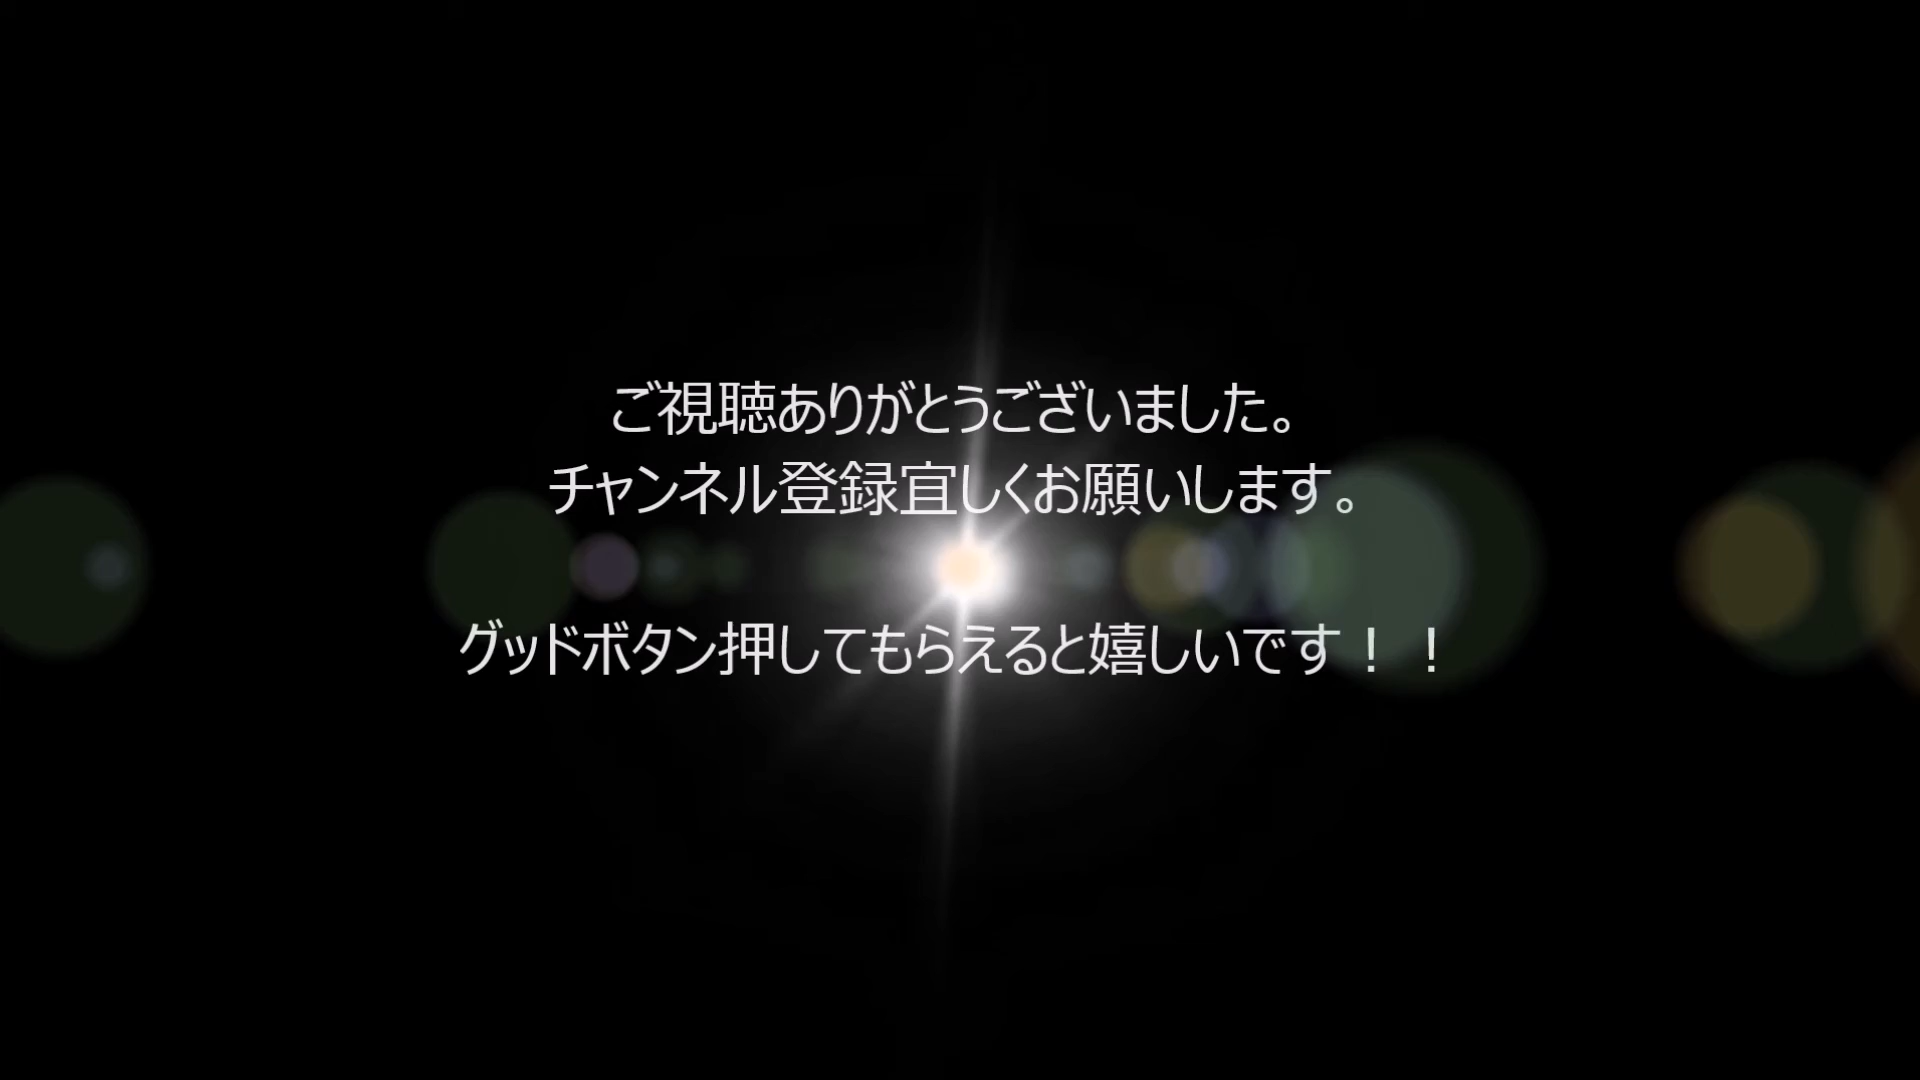 ご視聴ありがとうございました。
チャンネル登録宜しくお願いします。
グッドボタン押してもらえると嬉しいです！！